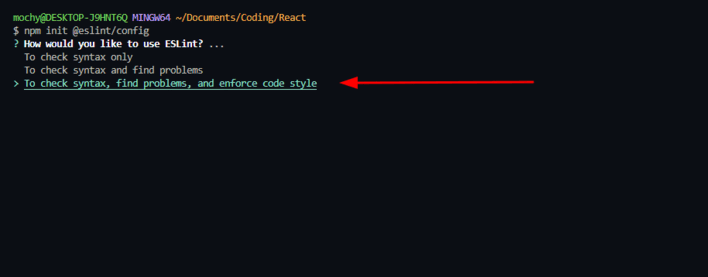 mochy@DESKTOP-J9HNT6Q MINGW64 ~/Documents/Coding/React
$ npm init @eslint/config
? How would you like to use ESLint? ...
To check syntax only
To check syntax and find problems
> To check syntax, find problems, and enforce code style